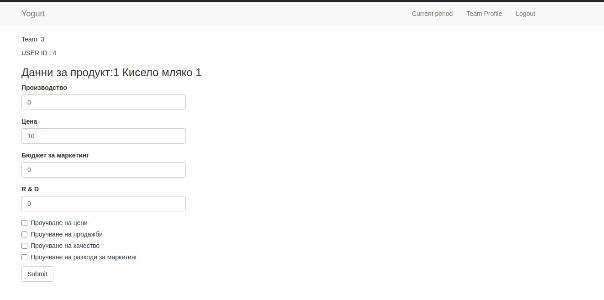 Yogurt
Current period
Team Profile
Logout
Team: 3
USER ID : 4
Данни за продукт:1 Кисело мляко 1
Производство
0
Цена
10
Бюджет за маркетинг
0
R & D
0
Проучване на цени
Проучване на продажби
Проучване на качество
Проучване на разходи за маркетинг
Submit